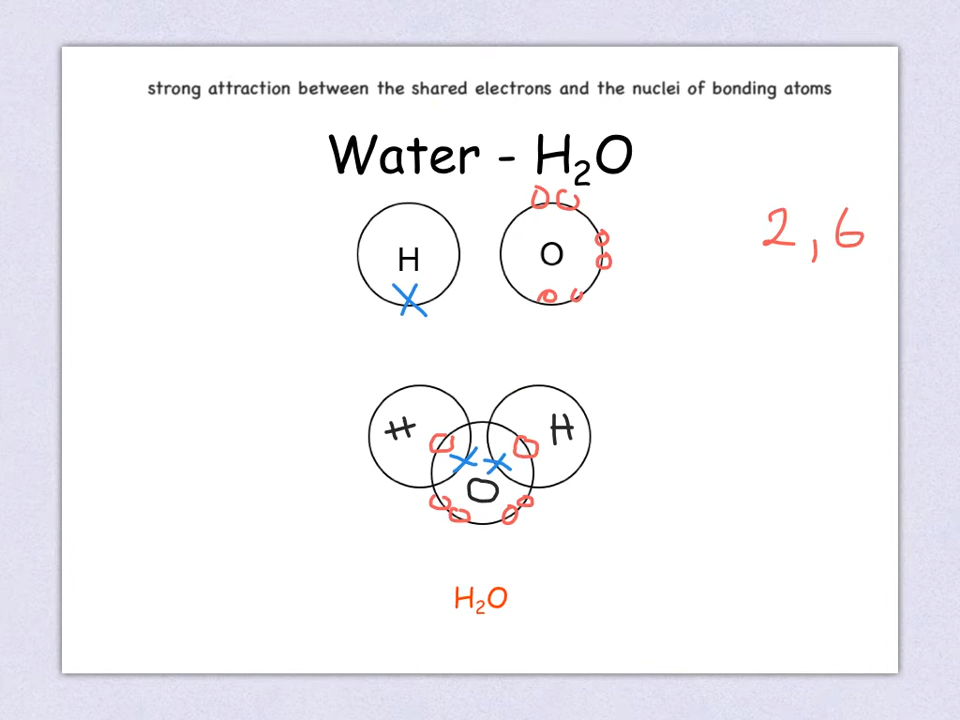 strong attraction between the shared electrons and the nuclei of bonding atoms
Water - H₂O
H
O
2,6
H
H
O
H₂O